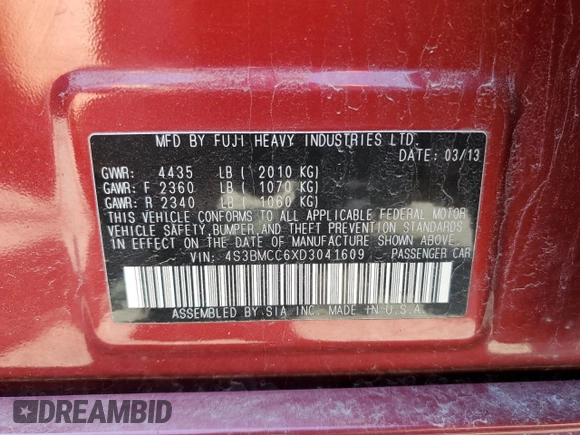 MFD BY FUJI HEAVY INDUSTRIES LTD.
DATE: 03/13
GVWR: 4435 LB ( 2010 KG)
GAWR: F 2360 LB ( 1070 KG)
GAWR: R 2340 LB ( 1060 KG)
THIS VEHICLE CONFORMS TO ALL APPLICABLE FEDERAL MOTOR
VEHICLE SAFETY,BUMPER,AND THEFT PREVENTION STANDARDS
IN EFFECT ON THE DATE OF MANUFACTURE SHOWN ABOVE.
VIN: 4S3BMCC6XD3041609 PASSENGER CAR
ASSEMBLED BY SIA INC. MADE IN U.S.A.
DREAMBID